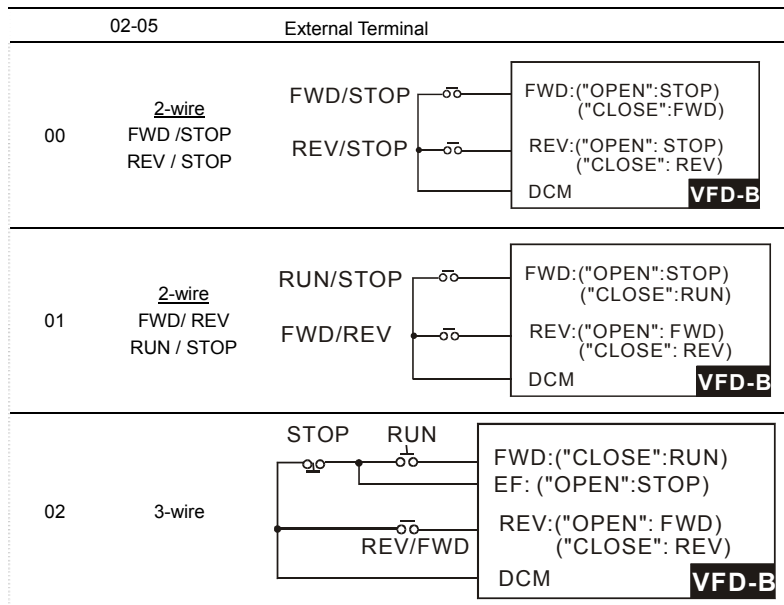 02-05 External Terminal
00
2-wire
FWD /STOP
REV / STOP
FWD/STOP
REV/STOP
FWD:("OPEN":STOP)
("CLOSE":FWD)
REV:("OPEN": STOP)
("CLOSE": REV)
DCM
VFD-B
01
2-wire
FWD/ REV
RUN / STOP
RUN/STOP
FWD/REV
FWD:("OPEN":STOP)
("CLOSE":RUN)
REV:("OPEN": FWD)
("CLOSE": REV)
DCM
VFD-B
02
3-wire
STOP RUN
REV/FWD
FWD:("CLOSE":RUN)
EF: ("OPEN":STOP)
REV:("OPEN": FWD)
("CLOSE": REV)
DCM
VFD-B